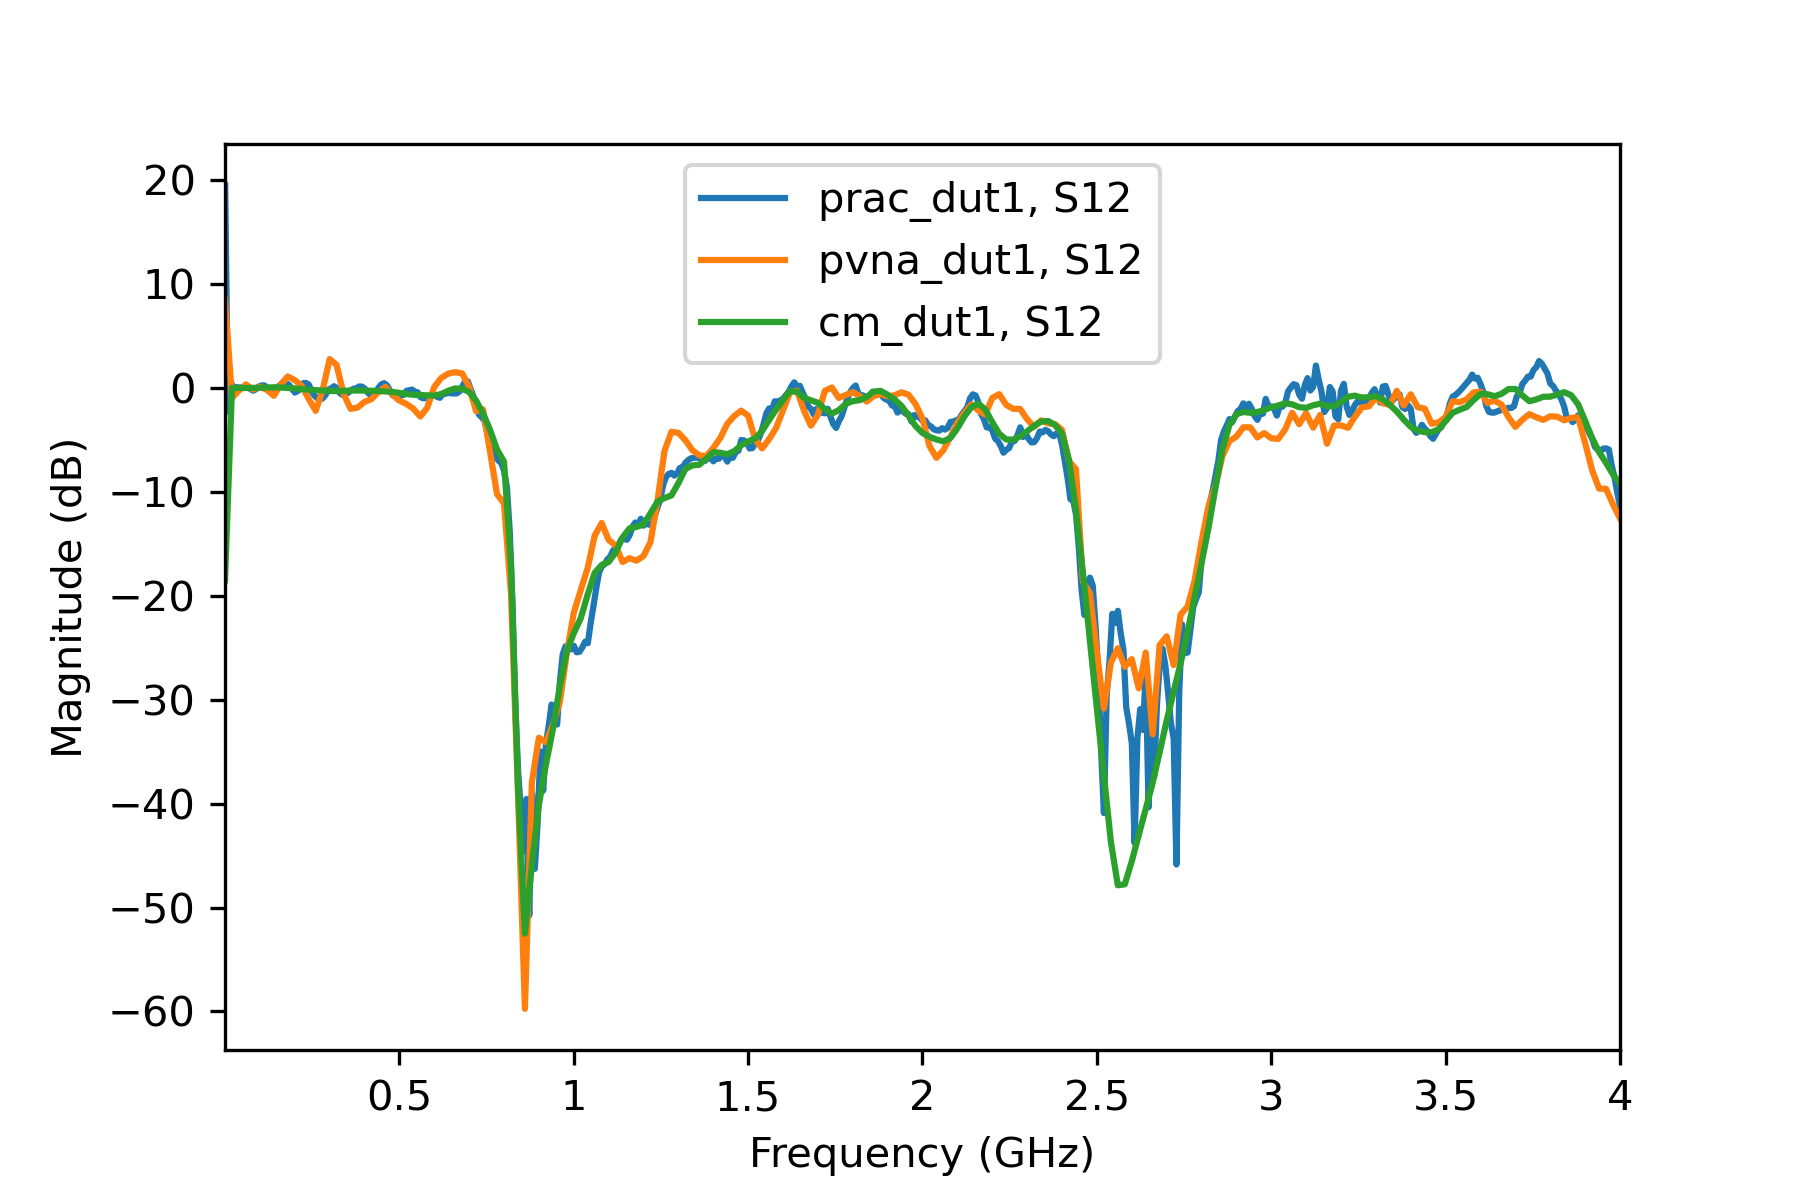 20
10
0
−10
−20
−30
−40
−50
−60
Magnitude (dB)
prac_dut1, S12
pvna_dut1, S12
cm_dut1, S12
0.5 1 1.5 2 2.5 3 3.5 4
Frequency (GHz)